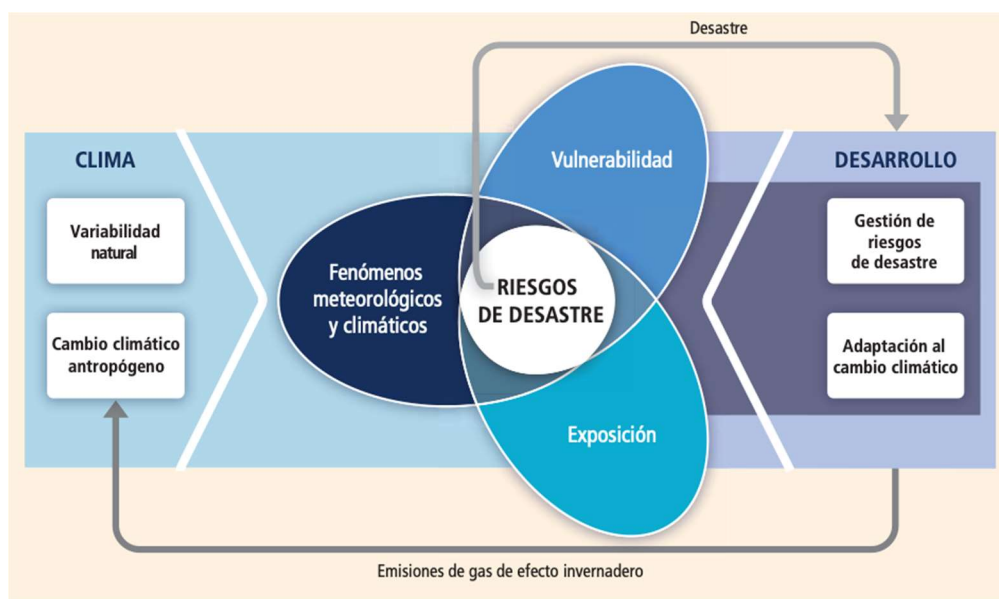 Desastre
CLIMA
Variabilidad
natural
Cambio climático
antropógeno
Fenómenos
meteorológicos
y climáticos
Vulnerabilidad
RIESGOS
DE DESASTRE
Exposición
DESARROLLO
Gestión de
riesgos
de desastre
Adaptación al
cambio climático
Emisiones de gas de efecto invernadero